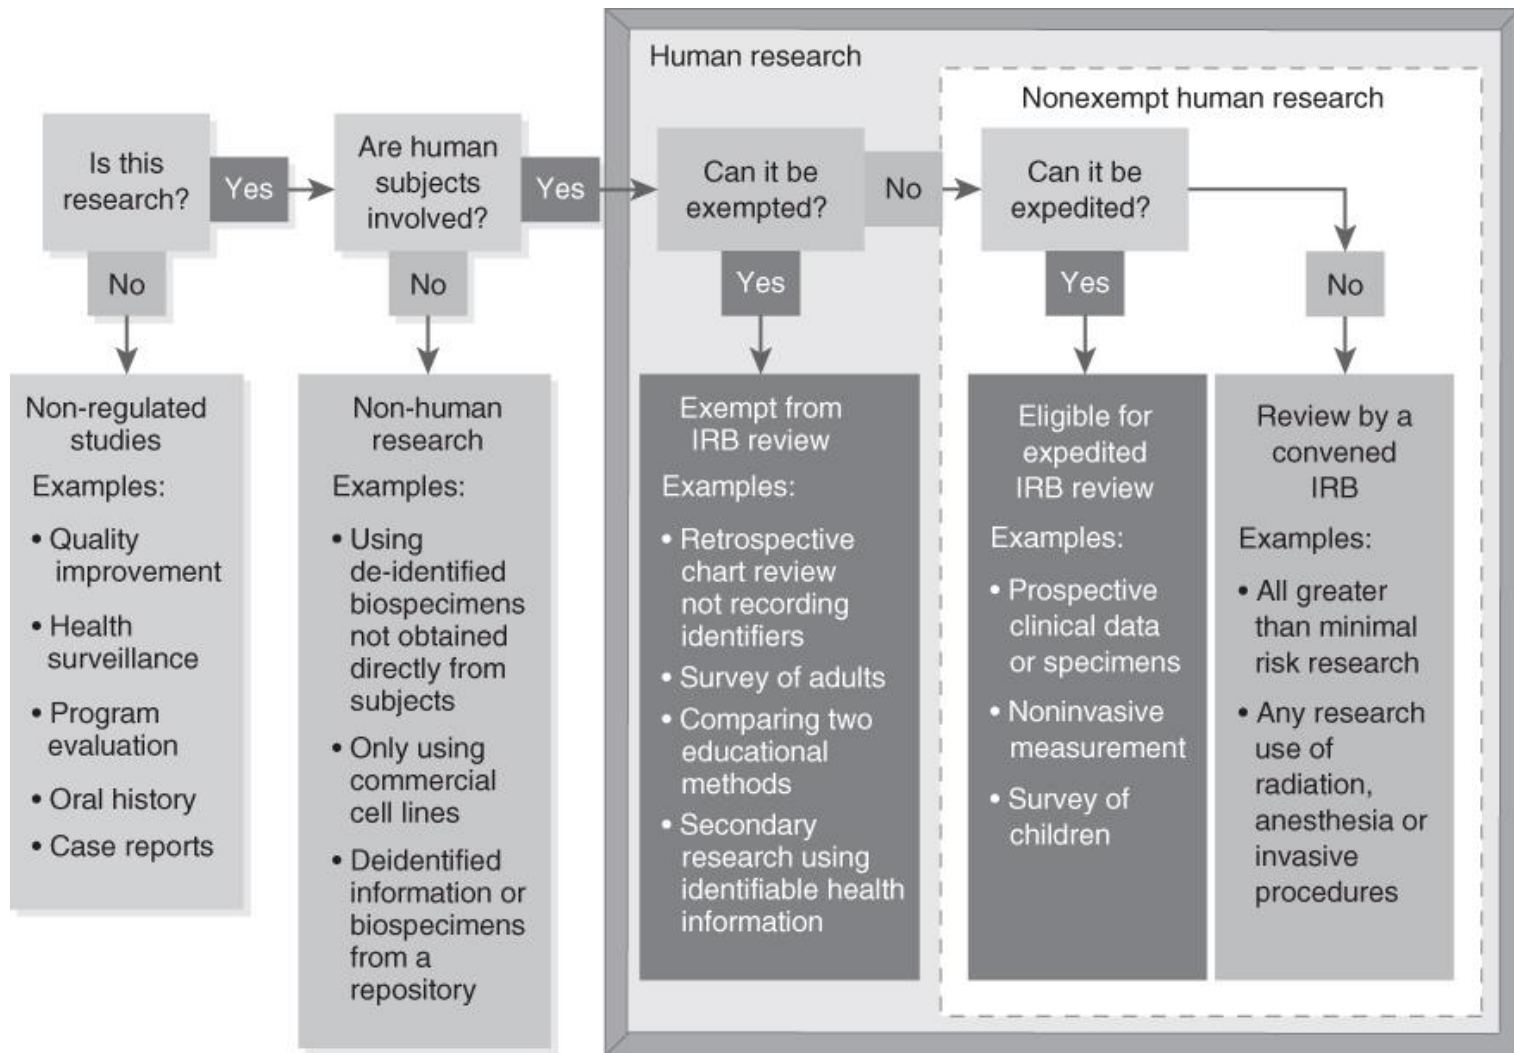 Human research
Nonexempt human research
Is this
research?
Yes
Are human
subjects
involved?
Yes
Can it be
exempted?
No
Can it be
expedited?
No
No
Yes
Yes
No
Non-regulated
studies
Examples:
• Quality
improvement
• Health
surveillance
• Program
evaluation
• Oral history
• Case reports
Non-human
research
Examples:
• Using
de-identified
biospecimens
not obtained
directly from
subjects
• Only using
commercial
cell lines
• Deidentified
information or
biospecimens
from a
repository
Exempt from
IRB review
Examples:
• Retrospective
chart review
not recording
identifiers
• Survey of adults
• Comparing two
educational
methods
• Secondary
research using
identifiable health
information
Eligible for
expedited
IRB review
Examples:
• Prospective
clinical data
or specimens
• Noninvasive
measurement
• Survey of
children
Review by a
convened
IRB
Examples:
• All greater
than minimal
risk research
• Any research
use of
radiation,
anesthesia or
invasive
procedures